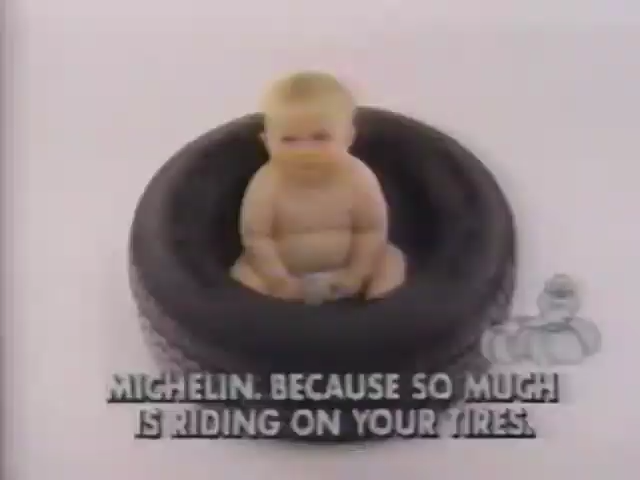 MICHELIN. BECAUSE SO MUCH
IS RIDING ON YOUR TIRES.